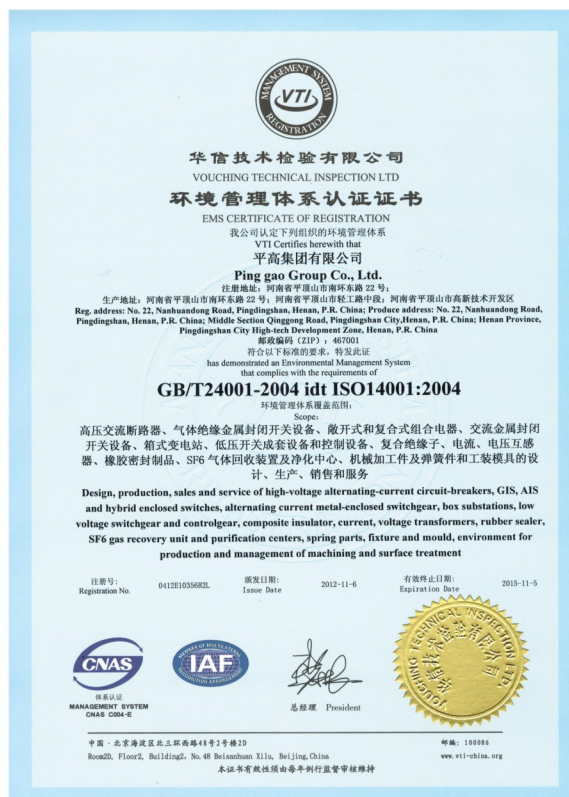 MANAGEMENT SYSTEM
VTI
REGISTRATION
华信技术检验有限公司
VOUCHING TECHNICAL INSPECTION LTD
环境管理体系认证证书
EMS CERTIFICATE OF REGISTRATION
我公司认定下列组织的环境管理体系
VTI Certifies herewith that
平高集团有限公司
Ping gao Group Co., Ltd.
注册地址：河南省平顶山市南环东路 22 号；
生产地址：河南省平顶山市南环东路 22 号；河南省平顶山市轻工路中段；河南省平顶山市高新技术开发区
Reg. address: No. 22, Nanhuandong Road, Pingdingshan, Henan, P.R. China; Produce address: No. 22, Nanhuandong Road,
Pingdingshan, Henan, P.R. China; Middle Section Qinggong Road, Pingdingshan City,Henan, P.R. China; Henan Province,
Pingdingshan City High-tech Development Zone, Henan, P.R. China
邮政编码（ZIP）：467001
符合以下标准的要求，特发此证
has demonstrated an Environmental Management System
that complies with the requirements of
GB/T24001-2004 idt ISO14001:2004
环境管理体系覆盖范围：
Scope:
高压交流断路器、气体绝缘金属封闭开关设备、敞开式和复合式组合电器、交流金属封闭
开关设备、箱式变电站、低压开关成套设备和控制设备、复合绝缘子、电流、电压互感
器、橡胶密封制品、SF6 气体回收装置及净化中心、机械加工件及弹簧件和工装模具的设
计、生产、销售和服务
Design, production, sales and service of high-voltage alternating-current circuit-breakers, GIS, AIS
and hybrid enclosed switches, alternating current metal-enclosed switchgear, box substations, low
voltage switchgear and controlgear, composite insulator, current, voltage transformers, rubber sealer,
SF6 gas recovery unit and purification centers, spring parts, fixture and mould, environment for
production and management of machining and surface treatment
注册号：
Registration No.
0412E10356R2L
颁发日期：
Issue Date
2012-11-6
有效终止日期：
Expiration Date
2015-11-5
CNAS
体系认证
MANAGEMENT SYSTEM
CNAS C004-E
MEMBER OF MULTILATERAL
IAF
RECOGNITION ARRANGEMENT
总经理 President
VOUCHING TECHNICAL INSPECTION LTD.
华信技术检验有限公司
中国·北京海淀区北三环西路48号2号楼2D
Room2D, Floor2, Building2, No.48 Beisanhuan Xilu, Beijing,China
邮编：100086
www.vti-china.org
本证书有效性须由每年例行监督审核维持